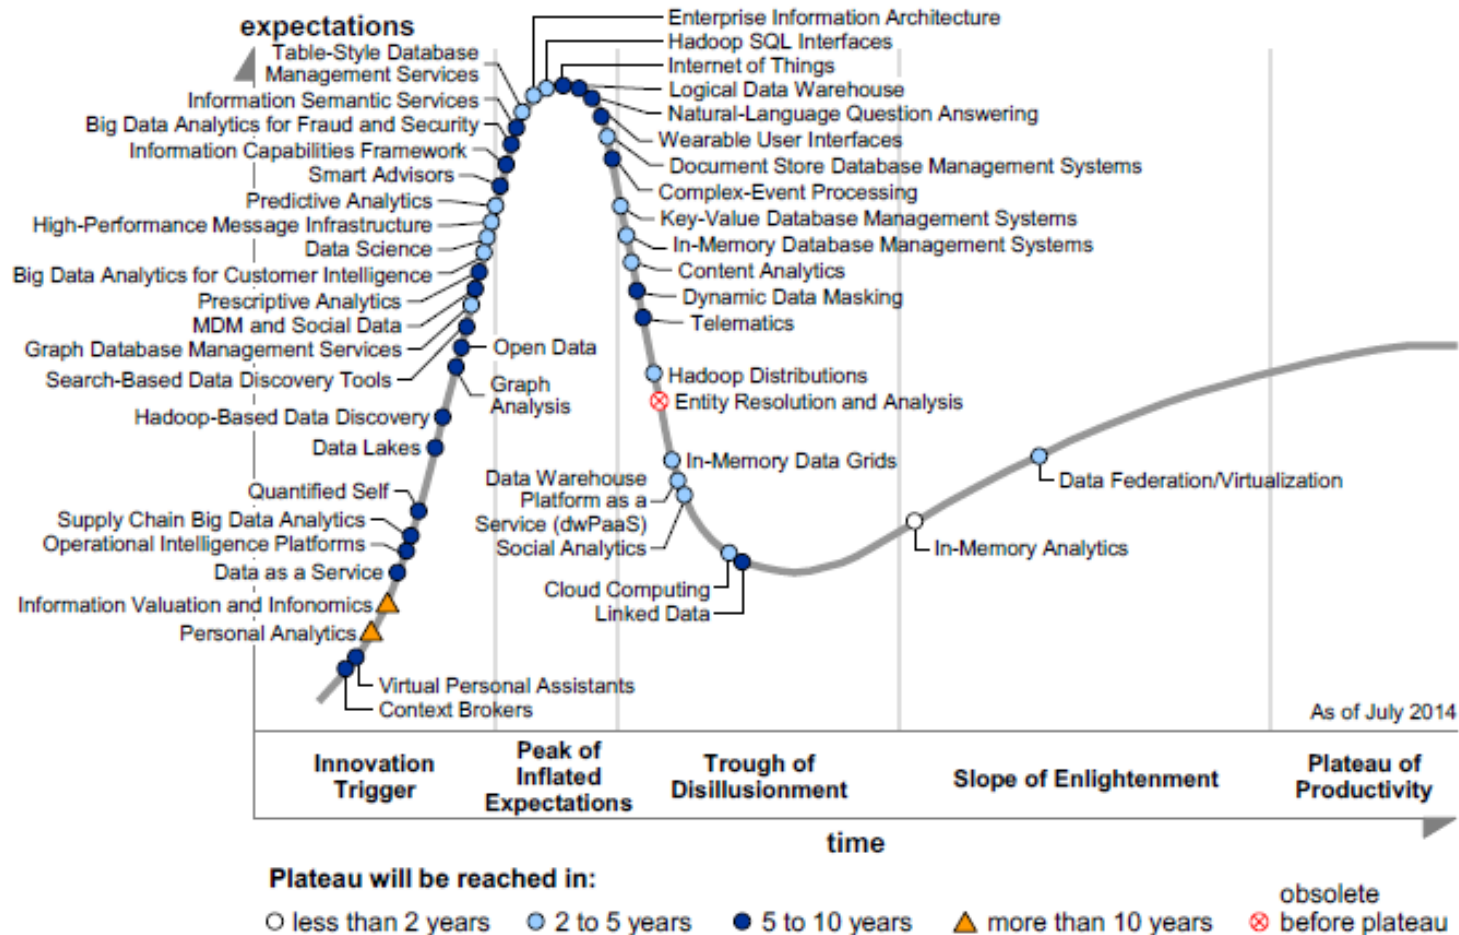 expectations
Table-Style Database
Management Services
Information Semantic Services
Big Data Analytics for Fraud and Security
Information Capabilities Framework
Smart Advisors
Predictive Analytics
High-Performance Message Infrastructure
Data Science
Big Data Analytics for Customer Intelligence
Prescriptive Analytics
MDM and Social Data
Graph Database Management Services
Search-Based Data Discovery Tools
Hadoop-Based Data Discovery
Data Lakes
Quantified Self
Supply Chain Big Data Analytics
Operational Intelligence Platforms
Data as a Service
Information Valuation and Infonomics
Personal Analytics
Virtual Personal Assistants
Context Brokers
Open Data
Graph
Analysis
Enterprise Information Architecture
Hadoop SQL Interfaces
Internet of Things
Logical Data Warehouse
Natural-Language Question Answering
Wearable User Interfaces
Document Store Database Management Systems
Complex-Event Processing
Key-Value Database Management Systems
In-Memory Database Management Systems
Content Analytics
Dynamic Data Masking
Telematics
Hadoop Distributions
Entity Resolution and Analysis
In-Memory Data Grids
Data Warehouse
Platform as a
Service (dwPaaS)
Social Analytics
Cloud Computing
Linked Data
Data Federation/Virtualization
In-Memory Analytics
As of July 2014
Innovation
Trigger
Peak of
Inflated
Expectations
Trough of
Disillusionment
Slope of Enlightenment
Plateau of
Productivity
time
Plateau will be reached in:
less than 2 years
2 to 5 years
5 to 10 years
more than 10 years
obsolete
before plateau